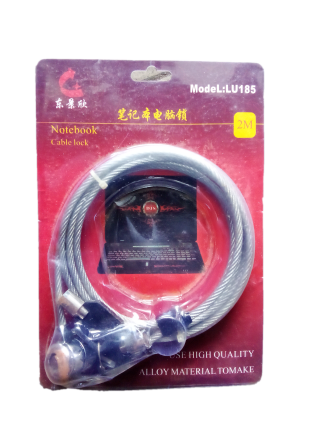 东景欣
ModeL:LU185
笔记本电脑锁
2M
Notebook
Cable lock
USE HIGH QUALITY
ALLOY MATERIAL TOMAKE